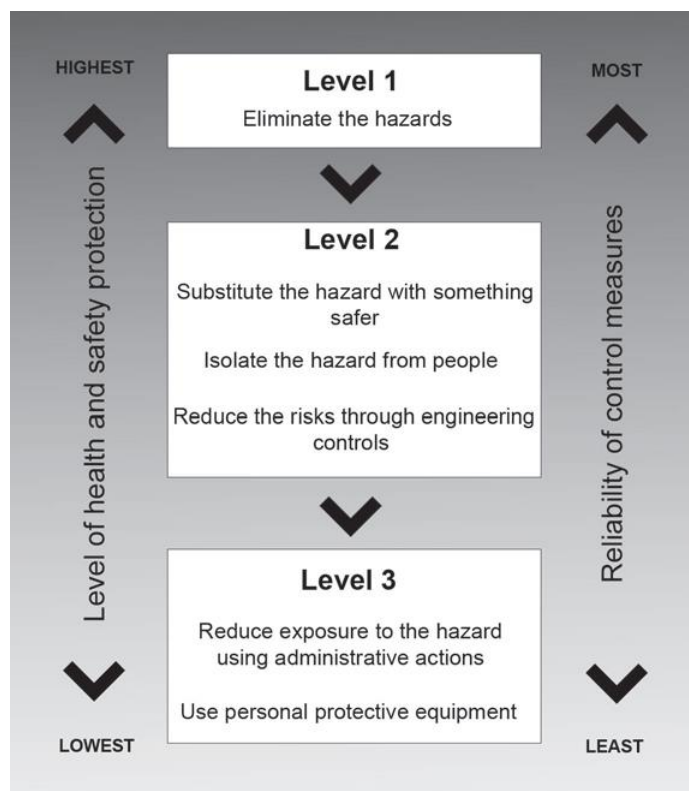 HIGHEST
Level 1
MOST
Eliminate the hazards
Level of health and safety protection
Reliability of control measures
Level 2
Substitute the hazard with something
safer
Isolate the hazard from people
Reduce the risks through engineering
controls
Level 3
Reduce exposure to the hazard
using administrative actions
Use personal protective equipment
LOWEST
LEAST